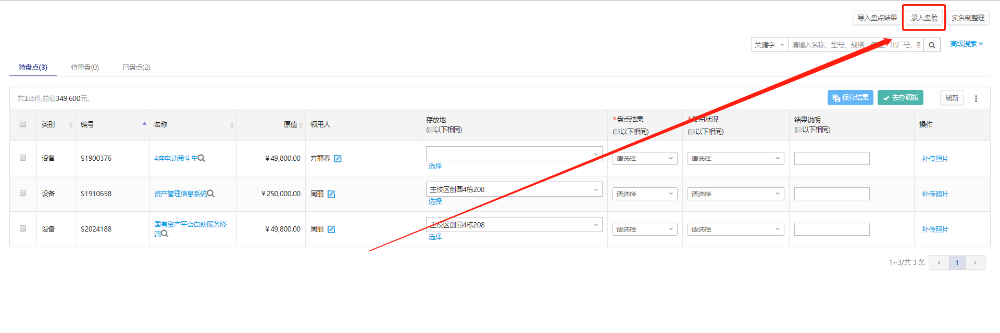 导入盘点结果 录入盘盈 实名制整理
关键字 请输入名称、型号、规格、 出厂号、存 高级搜索
待盘点(3) 待重盘(0) 已盘点(2)
共3台件,总值349,600元。 保存结果 去办调拨 刷新
类别 编号 名称 原值 领用人 存放地 *盘点结果 *使用状况 结果说明 操作
(以下相同) (以下相同) (以下相同) (以下相同)
设备 S1900376 4座电动带斗车 ￥49,800.00 方丽春 请选择 请选择 补传照片
选择
设备 S1910658 资产管理信息系统 ￥250,000.00 周丽 主校区创园4栋208 请选择 请选择 补传照片
选择
设备 S2024188 国有资产平台自助服务终 ￥49,800.00 周丽 主校区创园4栋208 请选择 请选择 补传照片
端 选择
1~3/共 3 条 1